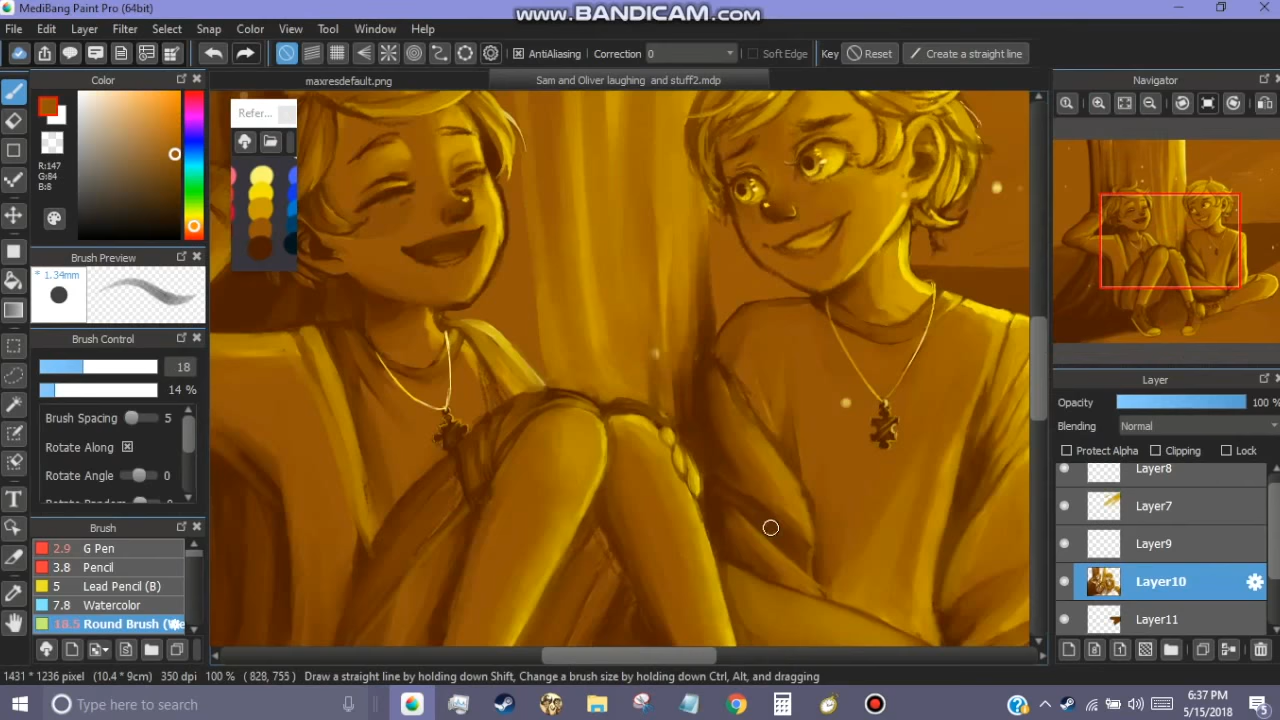 MediBang Paint Pro (64bit)
www.BANDICAM.com
File Edit Layer Filter Select Snap Color View Tool Window Help
AntiAliasing Correction 0 Soft Edge Key Reset Create a straight line
Color
maxresdefault.png
Sam and Oliver laughing and stuff2.mdp
Navigator
Refer...
R:147
G:84
B:8
Brush Preview
* 1.34mm
Brush Control
18
14 %
Brush Spacing 5
Rotate Along
Rotate Angle 0
Rotate Random 0
Brush
2.9 G Pen
3.8 Pencil
5 Lead Pencil (B)
7.8 Watercolor
18.5 Round Brush
Layer
Opacity 100 %
Blending Normal
Protect Alpha Clipping Lock
Layer8
Layer7
Layer9
Layer10
Layer11
1431 * 1236 pixel (10.4 * 9cm) 350 dpi 100 % ( 828, 755 ) Draw a straight line by holding down Shift, Change a brush size by holding down Ctrl, Alt, and dragging
Type here to search
6:37 PM
5/15/2018
5